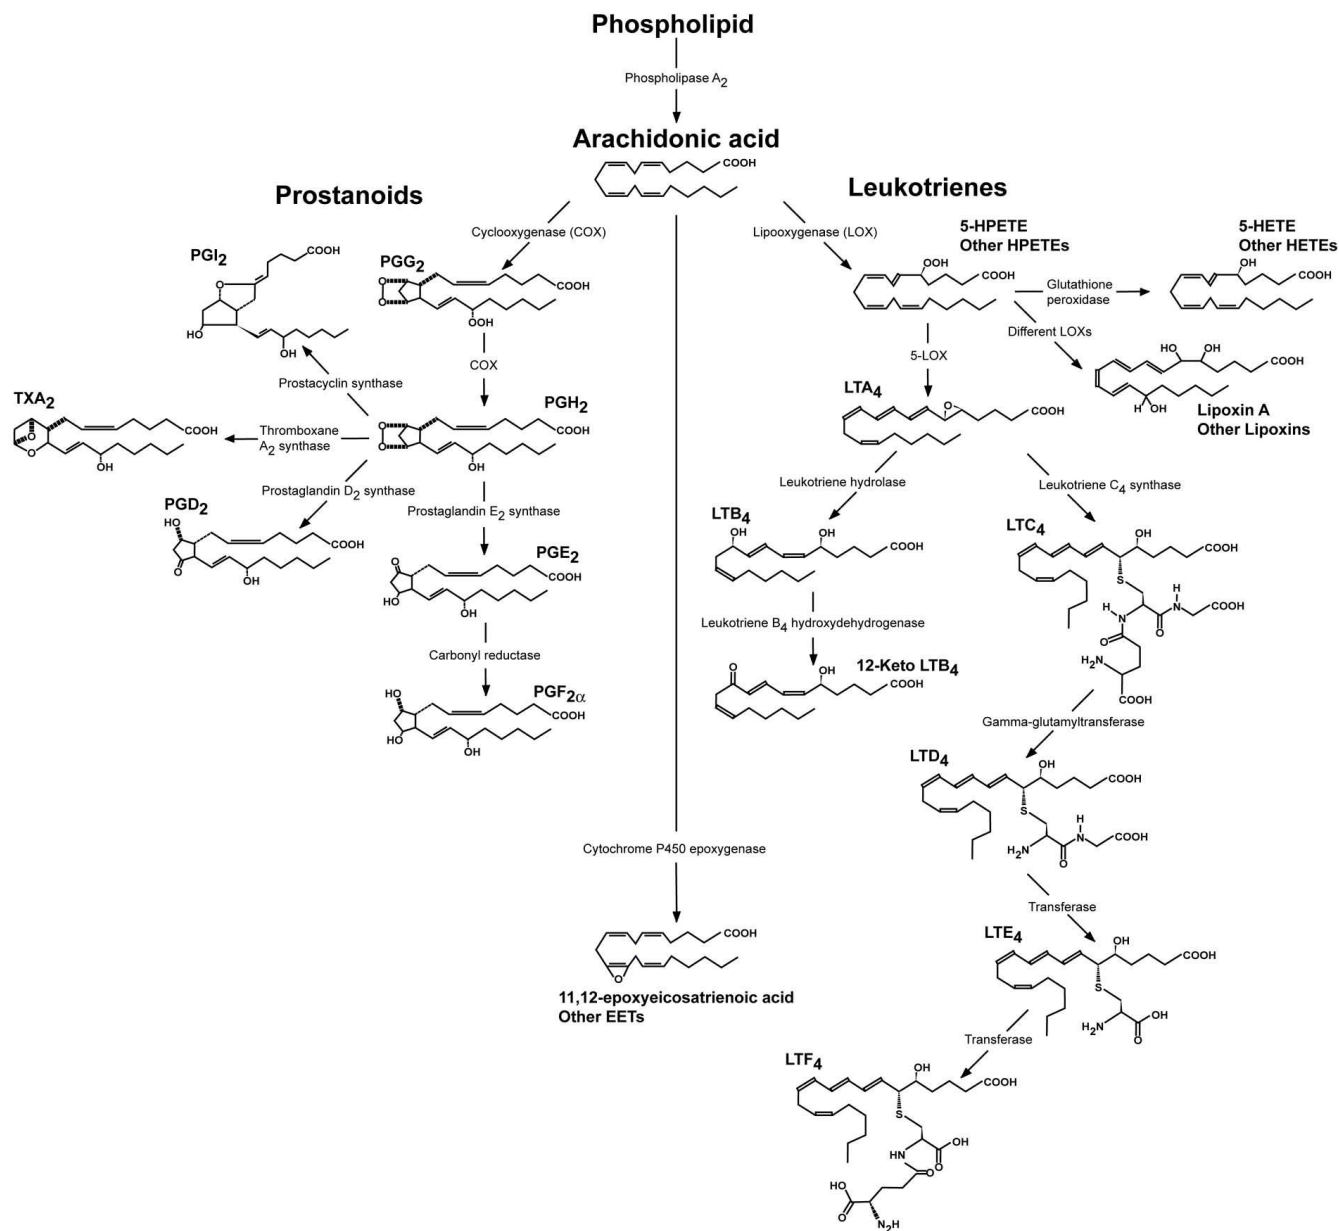 Phospholipid
Phospholipase A2
Arachidonic acid
COOH
Prostanoids
Leukotrienes
Cyclooxygenase (COX)
Lipooxygenase (LOX)
PGI2
COOH
O
HO
OH
PGG2
O
O
COOH
OOH
5-HPETE
Other HPETEs
OOH
COOH
5-HETE
Other HETEs
OH
COOH
Glutathione
peroxidase
Different LOXs
COX
5-LOX
Prostacyclin synthase
HO
OH
COOH
H
OH
Lipoxin A
Other Lipoxins
TXA2
O
O
COOH
OH
Thromboxane
A2 synthase
PGH2
O
O
COOH
OH
LTA4
O
COOH
Prostaglandin D2 synthase
Prostaglandin E2 synthase
Leukotriene hydrolase
Leukotriene C4 synthase
PGD2
HO
COOH
O
OH
PGE2
O
COOH
HO
OH
LTB4
OH
OH
COOH
LTC4
OH
COOH
S
H
N
COOH
H
N
O
O
H2N
COOH
Carbonyl reductase
Leukotriene B4 hydroxydehydrogenase
PGF2α
HO
COOH
HO
OH
12-Keto LTB4
O
OH
COOH
Gamma-glutamyltransferase
LTD4
OH
COOH
S
H
N
COOH
H2N
O
Cytochrome P450 epoxygenase
Transferase
COOH
O
11,12-epoxyeicosatrienoic acid
Other EETs
LTE4
OH
COOH
S
OH
H2N
O
Transferase
LTF4
OH
COOH
S
OH
HN
O
O
HO
O
N2H